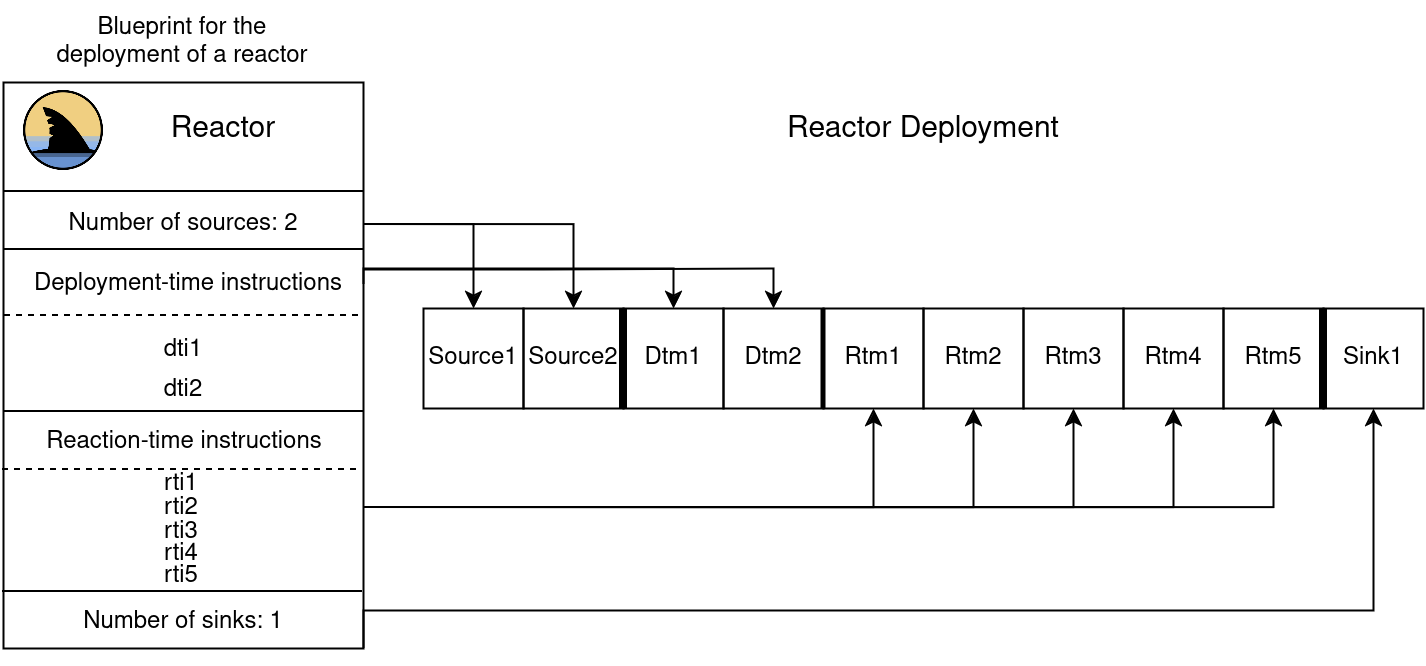 Blueprint for the
deployment of a reactor
Reactor
Reactor Deployment
Number of sources: 2
Deployment-time instructions
dti1
dti2
Source1 Source2 Dtm1 Dtm2 Rtm1 Rtm2 Rtm3 Rtm4 Rtm5 Sink1
Reaction-time instructions
rti1
rti2
rti3
rti4
rti5
Number of sinks: 1